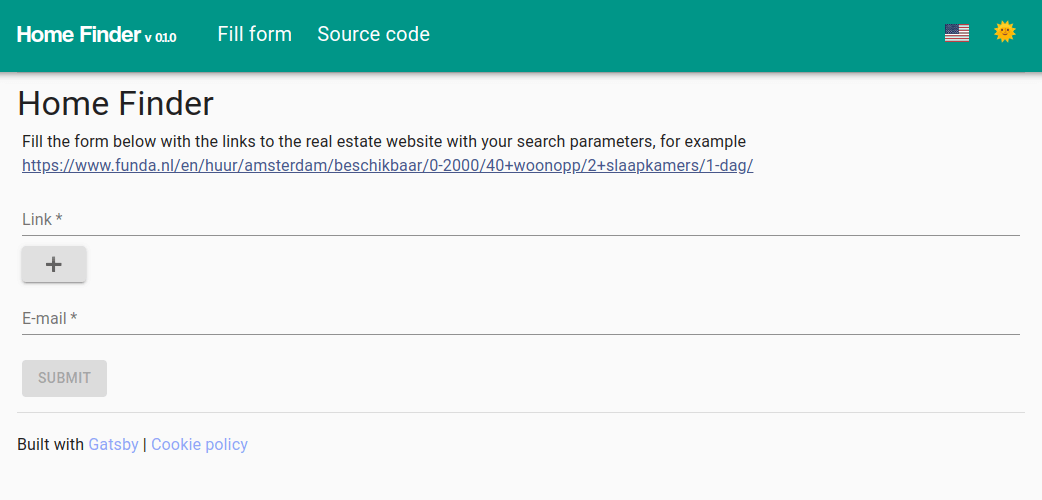 Home Finder v 0.1.0 Fill form Source code
Home Finder
Fill the form below with the links to the real estate website with your search parameters, for example
https://www.funda.nl/en/huur/amsterdam/beschikbaar/0-2000/40+woonopp/2+slaapkamers/1-dag/
Link *
+
E-mail *
SUBMIT
Built with Gatsby | Cookie policy